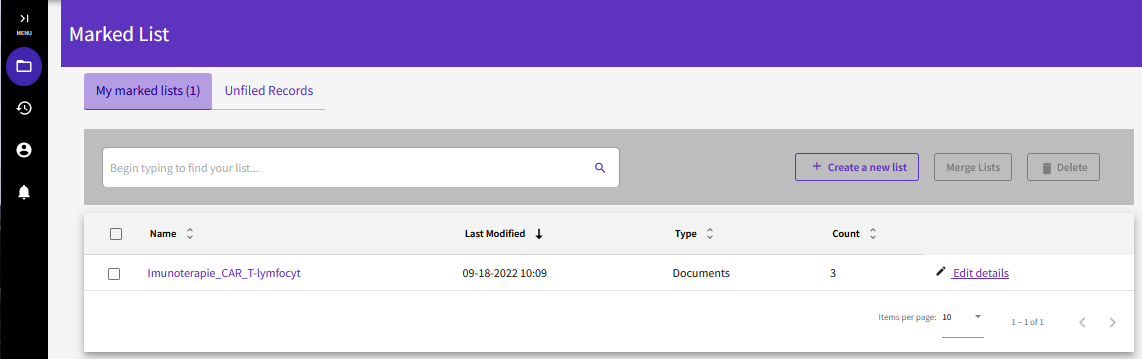 MENU
Marked List
My marked lists (1) Unfiled Records
Begin typing to find your list... + Create a new list Merge Lists Delete
Name Last Modified Type Count
Imunoterapie_CAR_T-lymfocyt 09-18-2022 10:09 Documents 3 Edit details
Items per page: 10 1 – 1 of 1